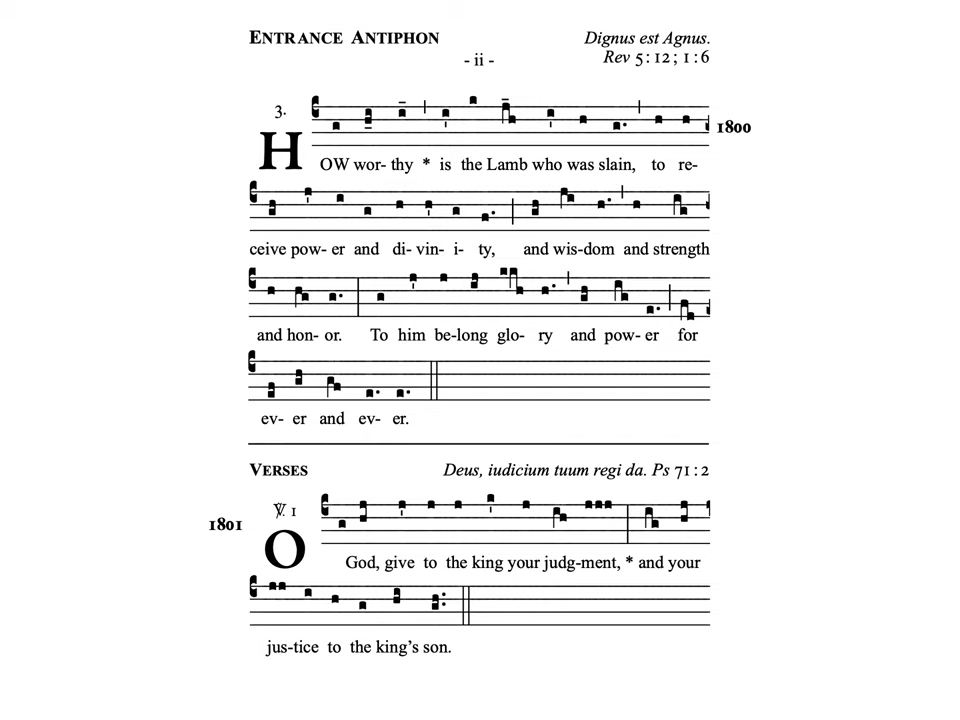 ENTRANCE ANTIPHON Dignus est Agnus.
- ii - Rev 5:12; 1:6
3.
1800
HOW wor- thy * is the Lamb who was slain, to re-
ceive pow- er and di- vin- i- ty, and wis-dom and strength
and hon- or. To him be-long glo- ry and pow- er for
ev- er and ev- er.
VERSES Deus, iudicium tuum regi da. Ps 71:2
℣. 1
1801
O God, give to the king your judg-ment, * and your
jus-tice to the king’s son.